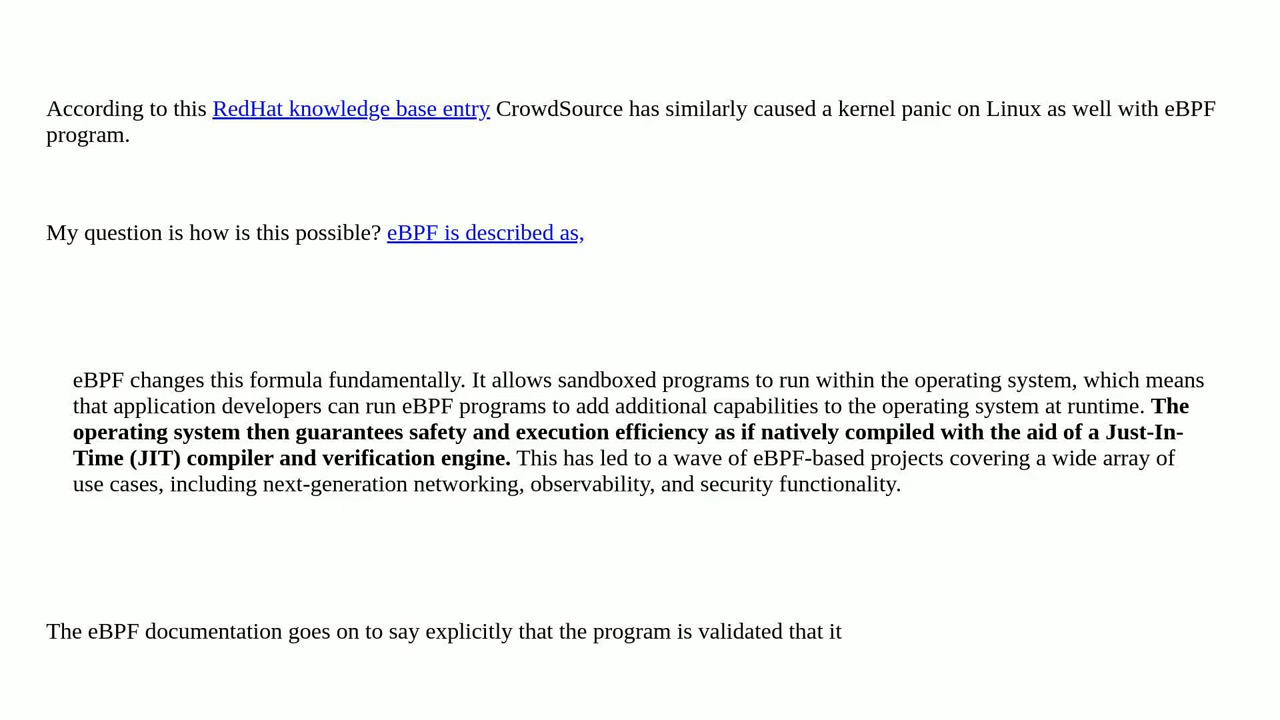 According to this RedHat knowledge base entry CrowdSource has similarly caused a kernel panic on Linux as well with eBPF
program.
My question is how is this possible? eBPF is described as,
eBPF changes this formula fundamentally. It allows sandboxed programs to run within the operating system, which means
that application developers can run eBPF programs to add additional capabilities to the operating system at runtime. The
operating system then guarantees safety and execution efficiency as if natively compiled with the aid of a Just-In-
Time (JIT) compiler and verification engine. This has led to a wave of eBPF-based projects covering a wide array of
use cases, including next-generation networking, observability, and security functionality.
The eBPF documentation goes on to say explicitly that the program is validated that it